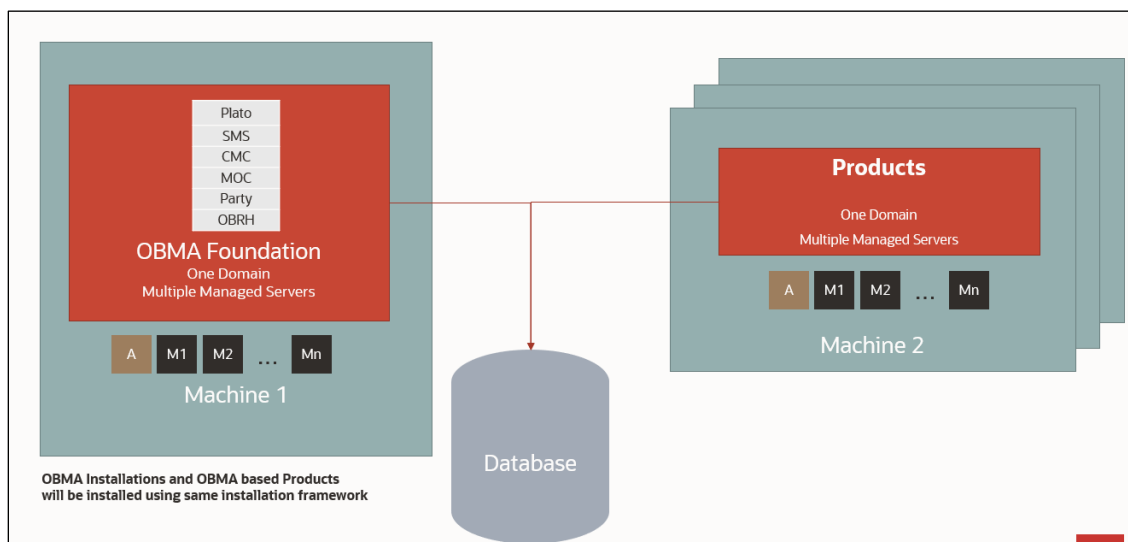 Plato
SMS
CMC
MOC
Party
OBRH
OBMA Foundation
One Domain
Multiple Managed Servers
A M1 M2 ... Mn
Machine 1
OBMA Installations and OBMA based Products
will be installed using same installation framework
Database
Products
One Domain
Multiple Managed Servers
A M1 M2 ... Mn
Machine 2